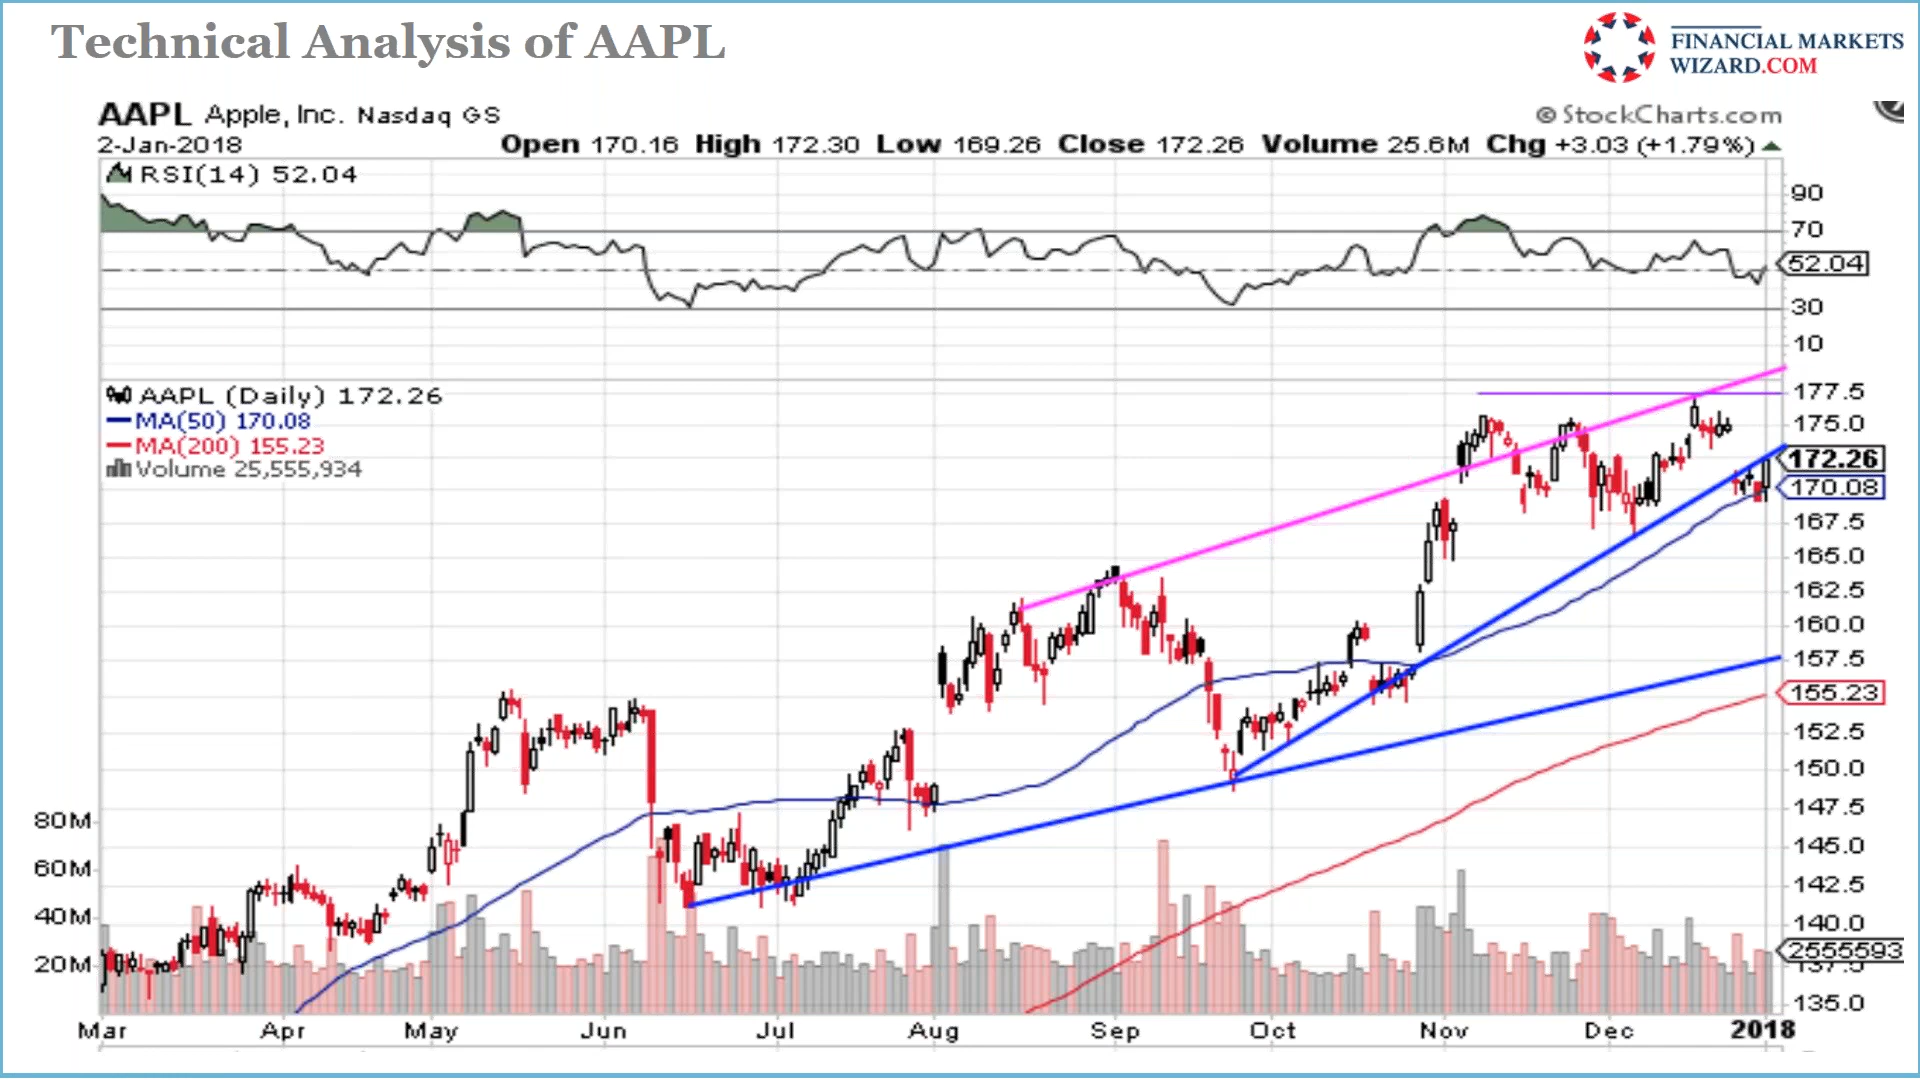 Technical Analysis of AAPL
FINANCIAL MARKETS
WIZARD.COM
AAPL Apple, Inc. Nasdaq GS
© StockCharts.com
2-Jan-2018
Open 170.16 High 172.30 Low 169.26 Close 172.26 Volume 25.6M Chg +3.03 (+1.79%)
RSI(14) 52.04
90
70
52.04
30
10
AAPL (Daily) 172.26
MA(50) 170.08
MA(200) 155.23
Volume 25,555,934
177.5
175.0
172.26
170.08
167.5
165.0
162.5
160.0
157.5
155.23
152.5
150.0
147.5
145.0
142.5
140.0
2555593
137.5
135.0
80M
60M
40M
20M
Mar Apr May Jun Jul Aug Sep Oct Nov Dec 2018